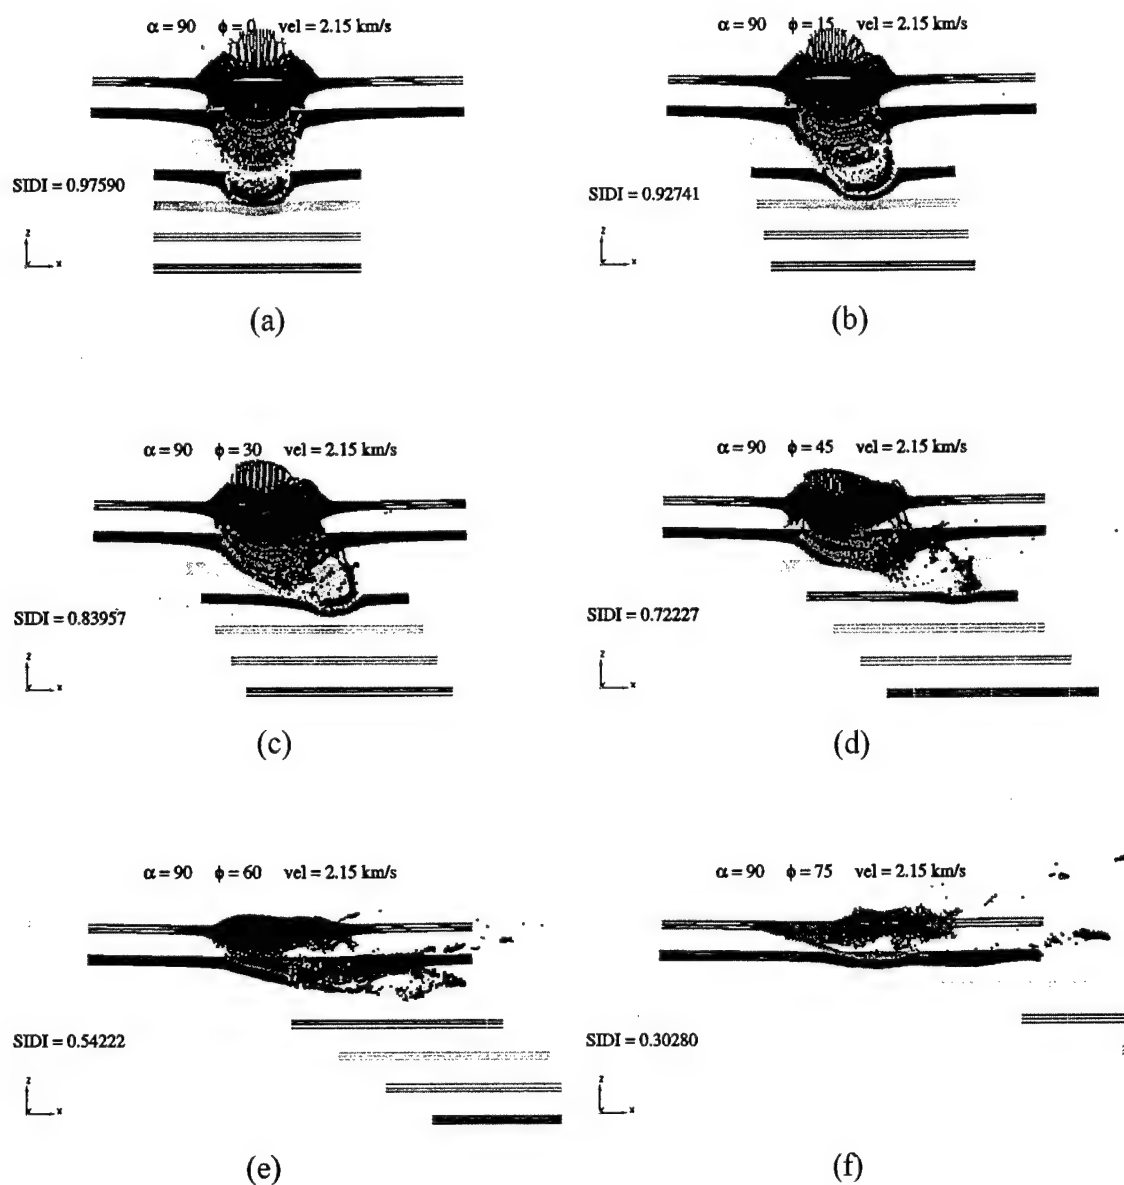 α = 90 ϕ = 0 vel = 2.15 km/s
SIDI = 0.97590
z
x
(a)
α = 90 ϕ = 15 vel = 2.15 km/s
SIDI = 0.92741
z
x
(b)
α = 90 ϕ = 30 vel = 2.15 km/s
SIDI = 0.83957
z
x
(c)
α = 90 ϕ = 45 vel = 2.15 km/s
SIDI = 0.72227
z
x
(d)
α = 90 ϕ = 60 vel = 2.15 km/s
SIDI = 0.54222
z
x
(e)
α = 90 ϕ = 75 vel = 2.15 km/s
SIDI = 0.30280
z
x
(f)